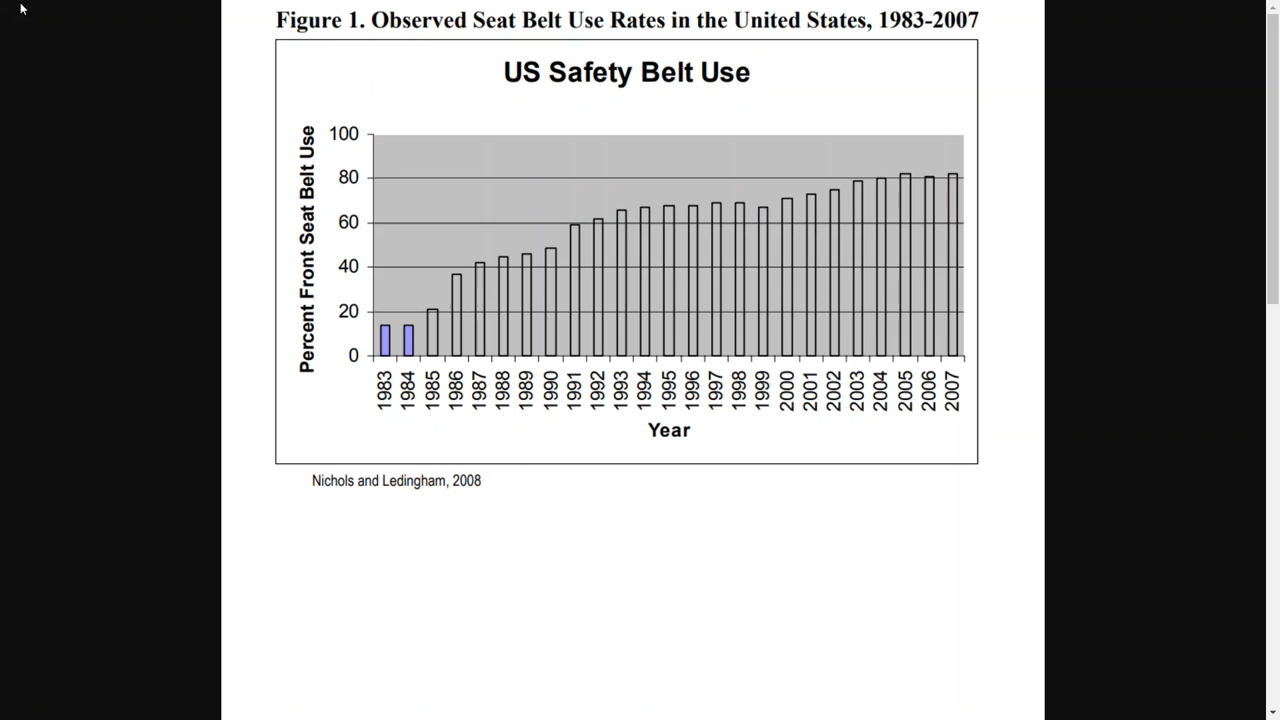 Figure 1. Observed Seat Belt Use Rates in the United States, 1983-2007
US Safety Belt Use
Percent Front Seat Belt Use
100
80
60
40
20
0
1983 1984 1985 1986 1987 1988 1989 1990 1991 1992 1993 1994 1995 1996 1997 1998 1999 2000 2001 2002 2003 2004 2005 2006 2007
Year
Nichols and Ledingham, 2008